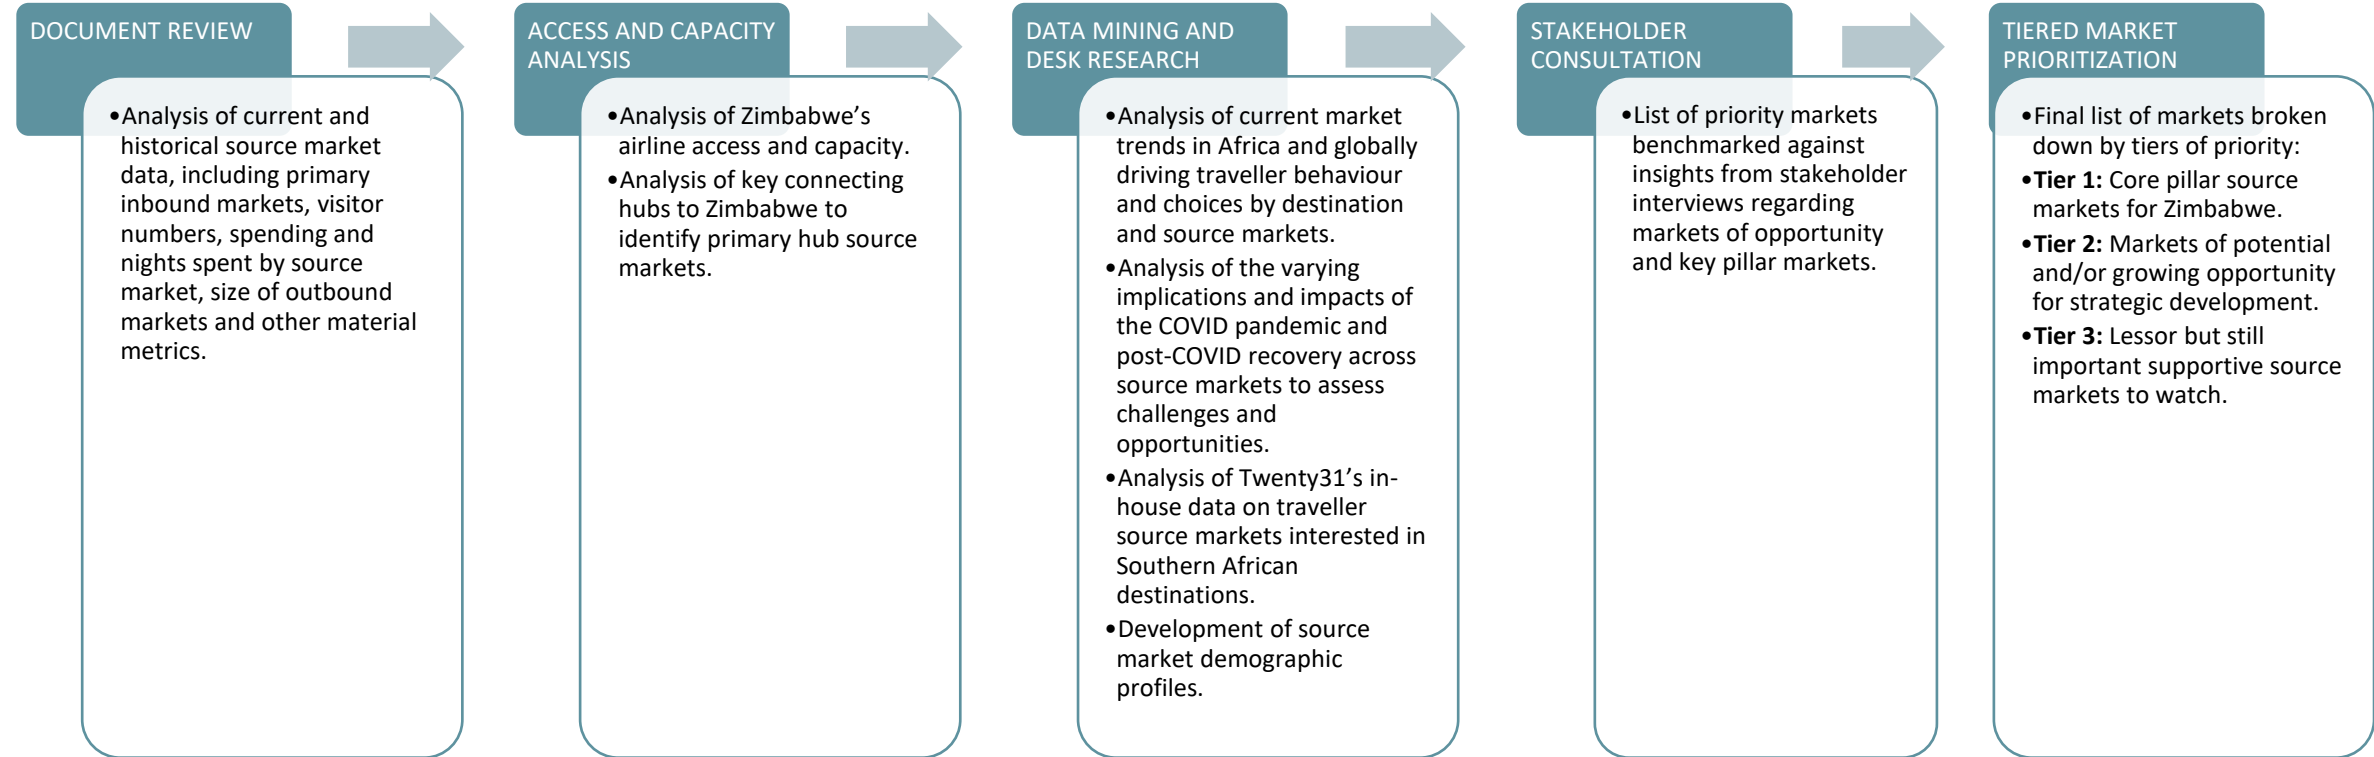 DOCUMENT REVIEW
•Analysis of current and
historical source market
data, including primary
inbound markets, visitor
numbers, spending and
nights spent by source
market, size of outbound
markets and other material
metrics.
ACCESS AND CAPACITY
ANALYSIS
•Analysis of Zimbabwe’s
airline access and capacity.
•Analysis of key connecting
hubs to Zimbabwe to
identify primary hub source
markets.
DATA MINING AND
DESK RESEARCH
•Analysis of current market
trends in Africa and globally
driving traveller behaviour
and choices by destination
and source markets.
•Analysis of the varying
implications and impacts of
the COVID pandemic and
post-COVID recovery across
source markets to assess
challenges and
opportunities.
•Analysis of Twenty31’s in-
house data on traveller
source markets interested in
Southern African
destinations.
•Development of source
market demographic
profiles.
STAKEHOLDER
CONSULTATION
•List of priority markets
benchmarked against
insights from stakeholder
interviews regarding
markets of opportunity
and key pillar markets.
TIERED MARKET
PRIORITIZATION
•Final list of markets broken
down by tiers of priority:
•Tier 1: Core pillar source
markets for Zimbabwe.
•Tier 2: Markets of potential
and/or growing opportunity
for strategic development.
•Tier 3: Lessor but still
important supportive source
markets to watch.